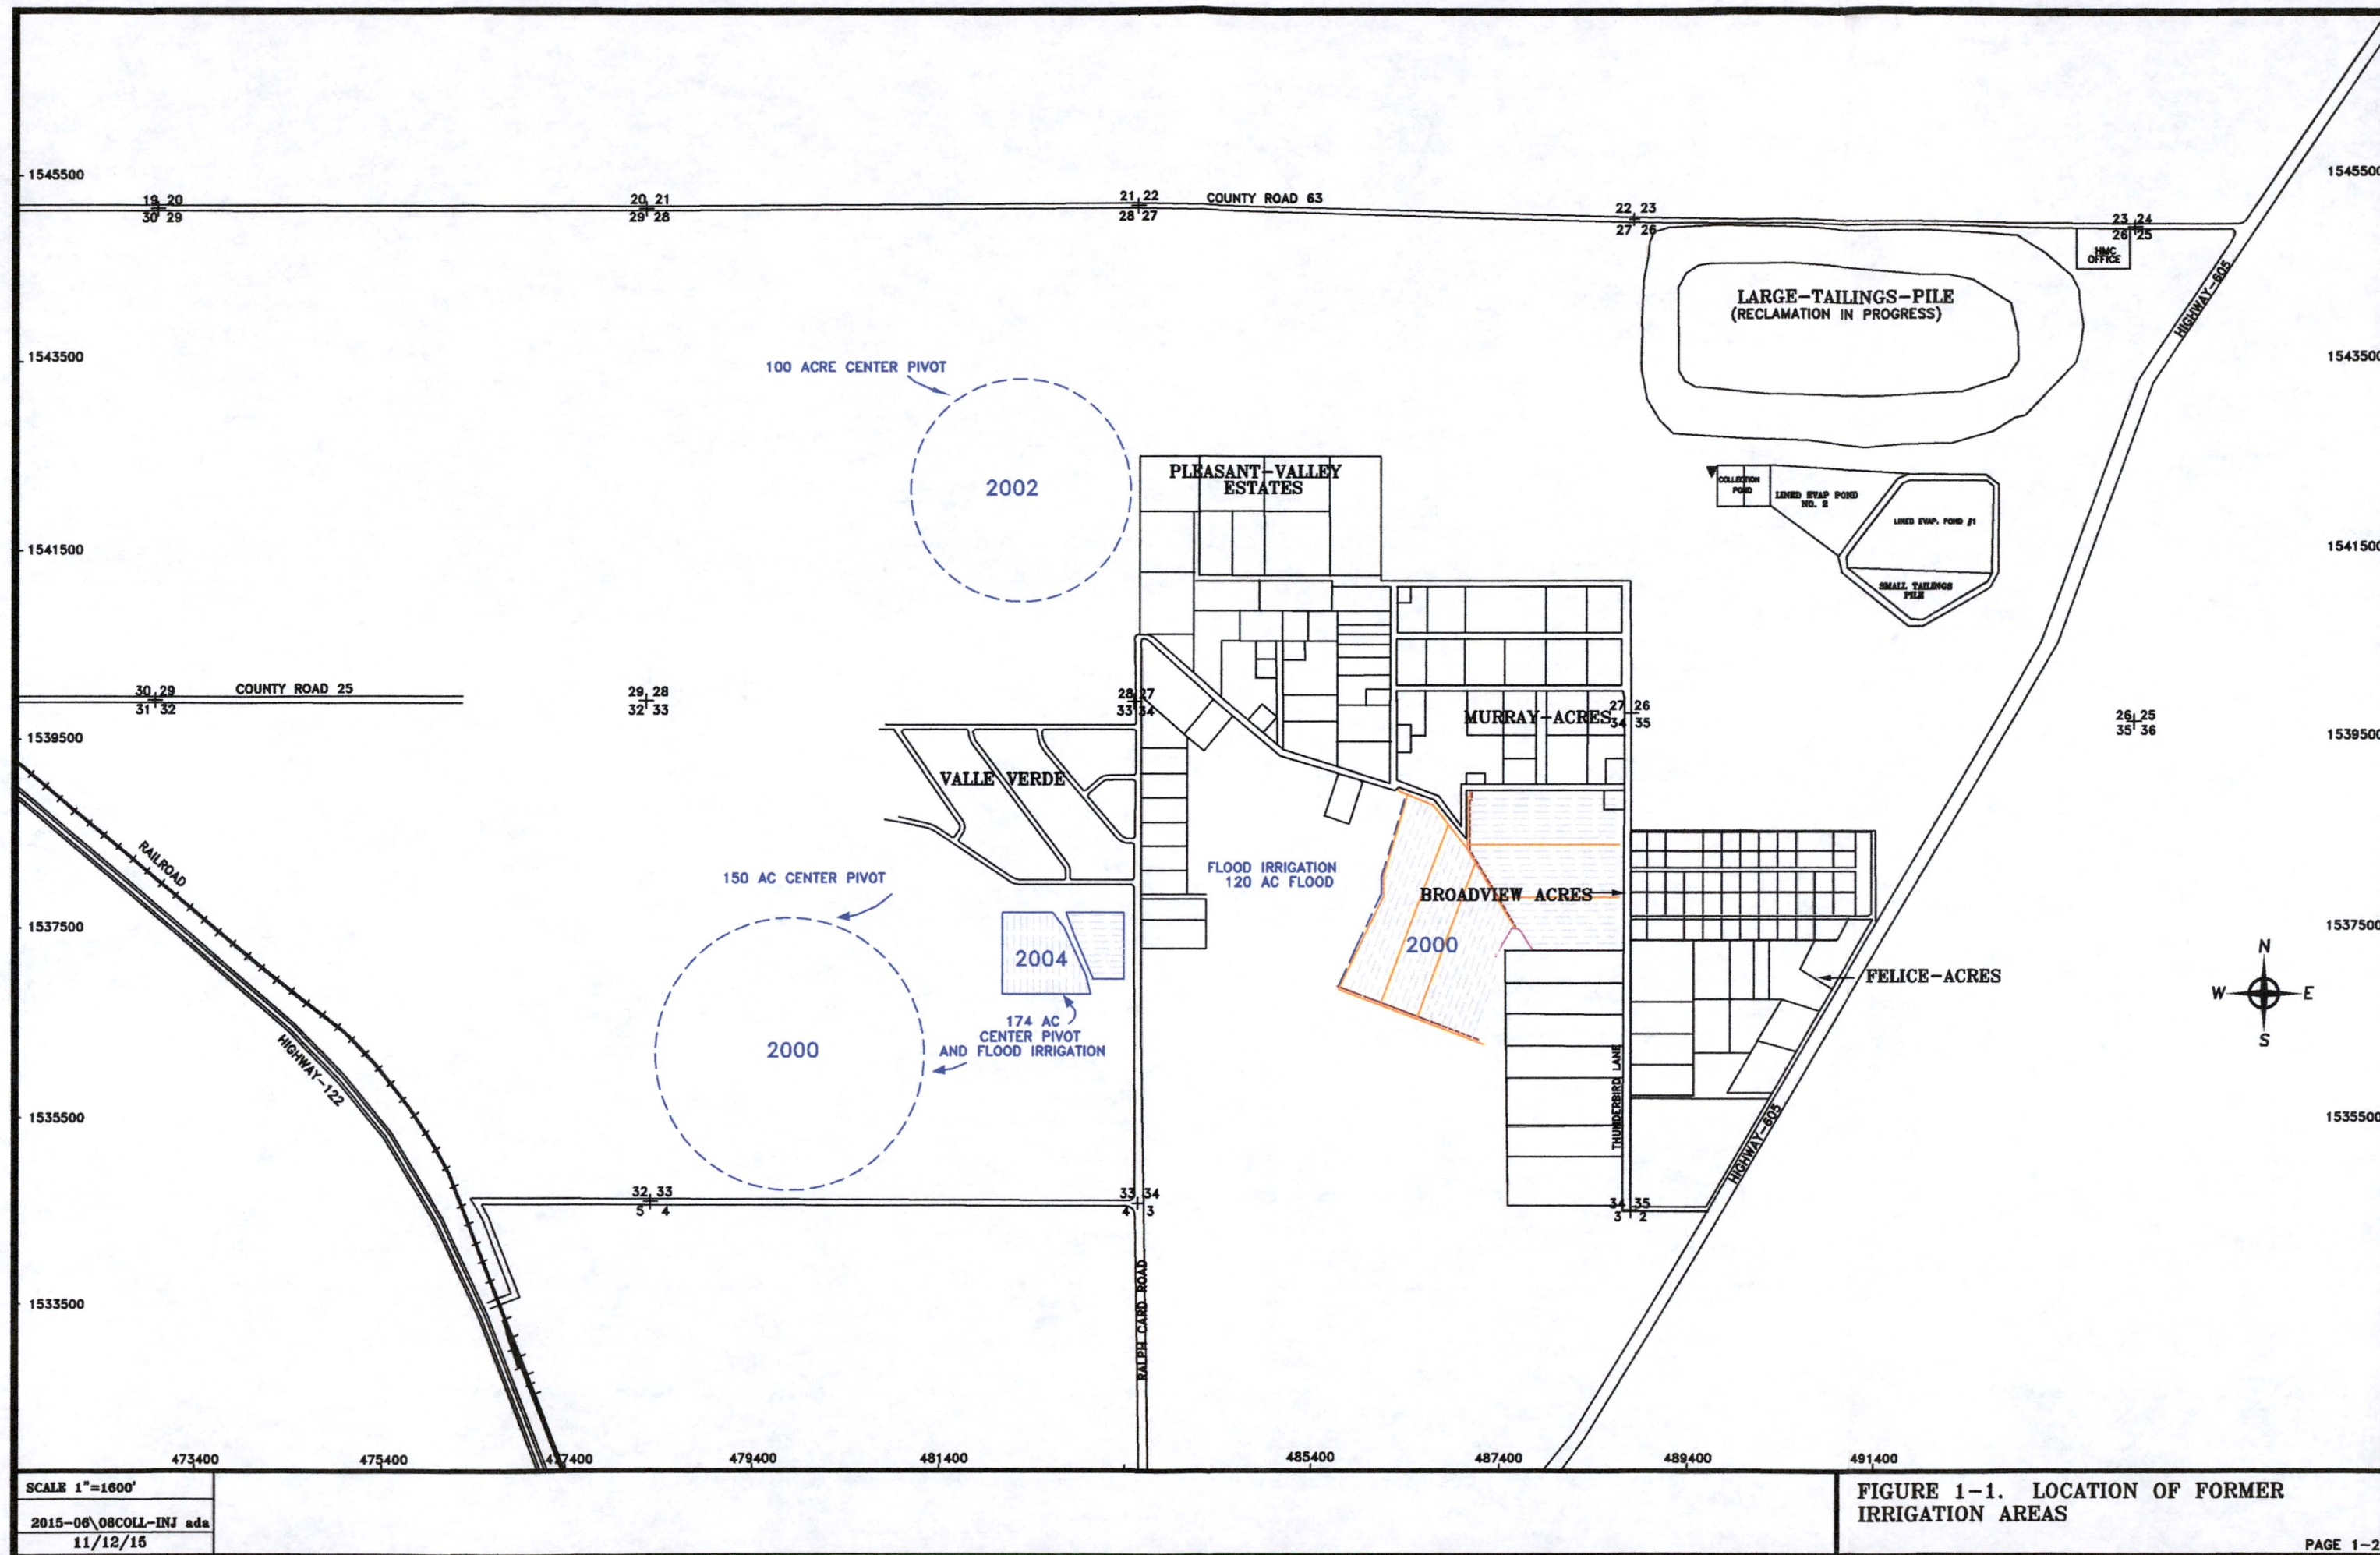 1545500
1545500
19 20
30 29
20 21
29 28
21 22
28 27
COUNTY ROAD 63
22 23
27 26
23 24
26 25
HMC
OFFICE
HIGHWAY-605
LARGE-TAILINGS-PILE
(RECLAMATION IN PROGRESS)
1543500
1543500
100 ACRE CENTER PIVOT
2002
PLEASANT-VALLEY
ESTATES
COLLECTION
POND
LINED EVAP POND
NO. 2
LINED EVAP. POND #1
SMALL TAILINGS
PILE
1541500
1541500
30 29
31 32
COUNTY ROAD 25
29 28
32 33
28 27
33 34
MURRAY-ACRES
27 26
34 35
26 25
35 36
1539500
1539500
VALLE VERDE
RAILROAD
150 AC CENTER PIVOT
FLOOD IRRIGATION
120 AC FLOOD
BROADVIEW ACRES
1537500
1537500
2004
2000
FELICE-ACRES
N
W E
S
174 AC
CENTER PIVOT
AND FLOOD IRRIGATION
2000
HIGHWAY-122
THUNDERBIRD LANE
1535500
1535500
HIGHWAY-605
32 33
5 4
33 34
4 3
34 35
3 2
RALPH CARD ROAD
1533500
473400
475400
477400
479400
481400
485400
487400
489400
491400
SCALE 1"=1600'
2015-06\08COLL-INJ ada
11/12/15
FIGURE 1-1. LOCATION OF FORMER
IRRIGATION AREAS
PAGE 1-2